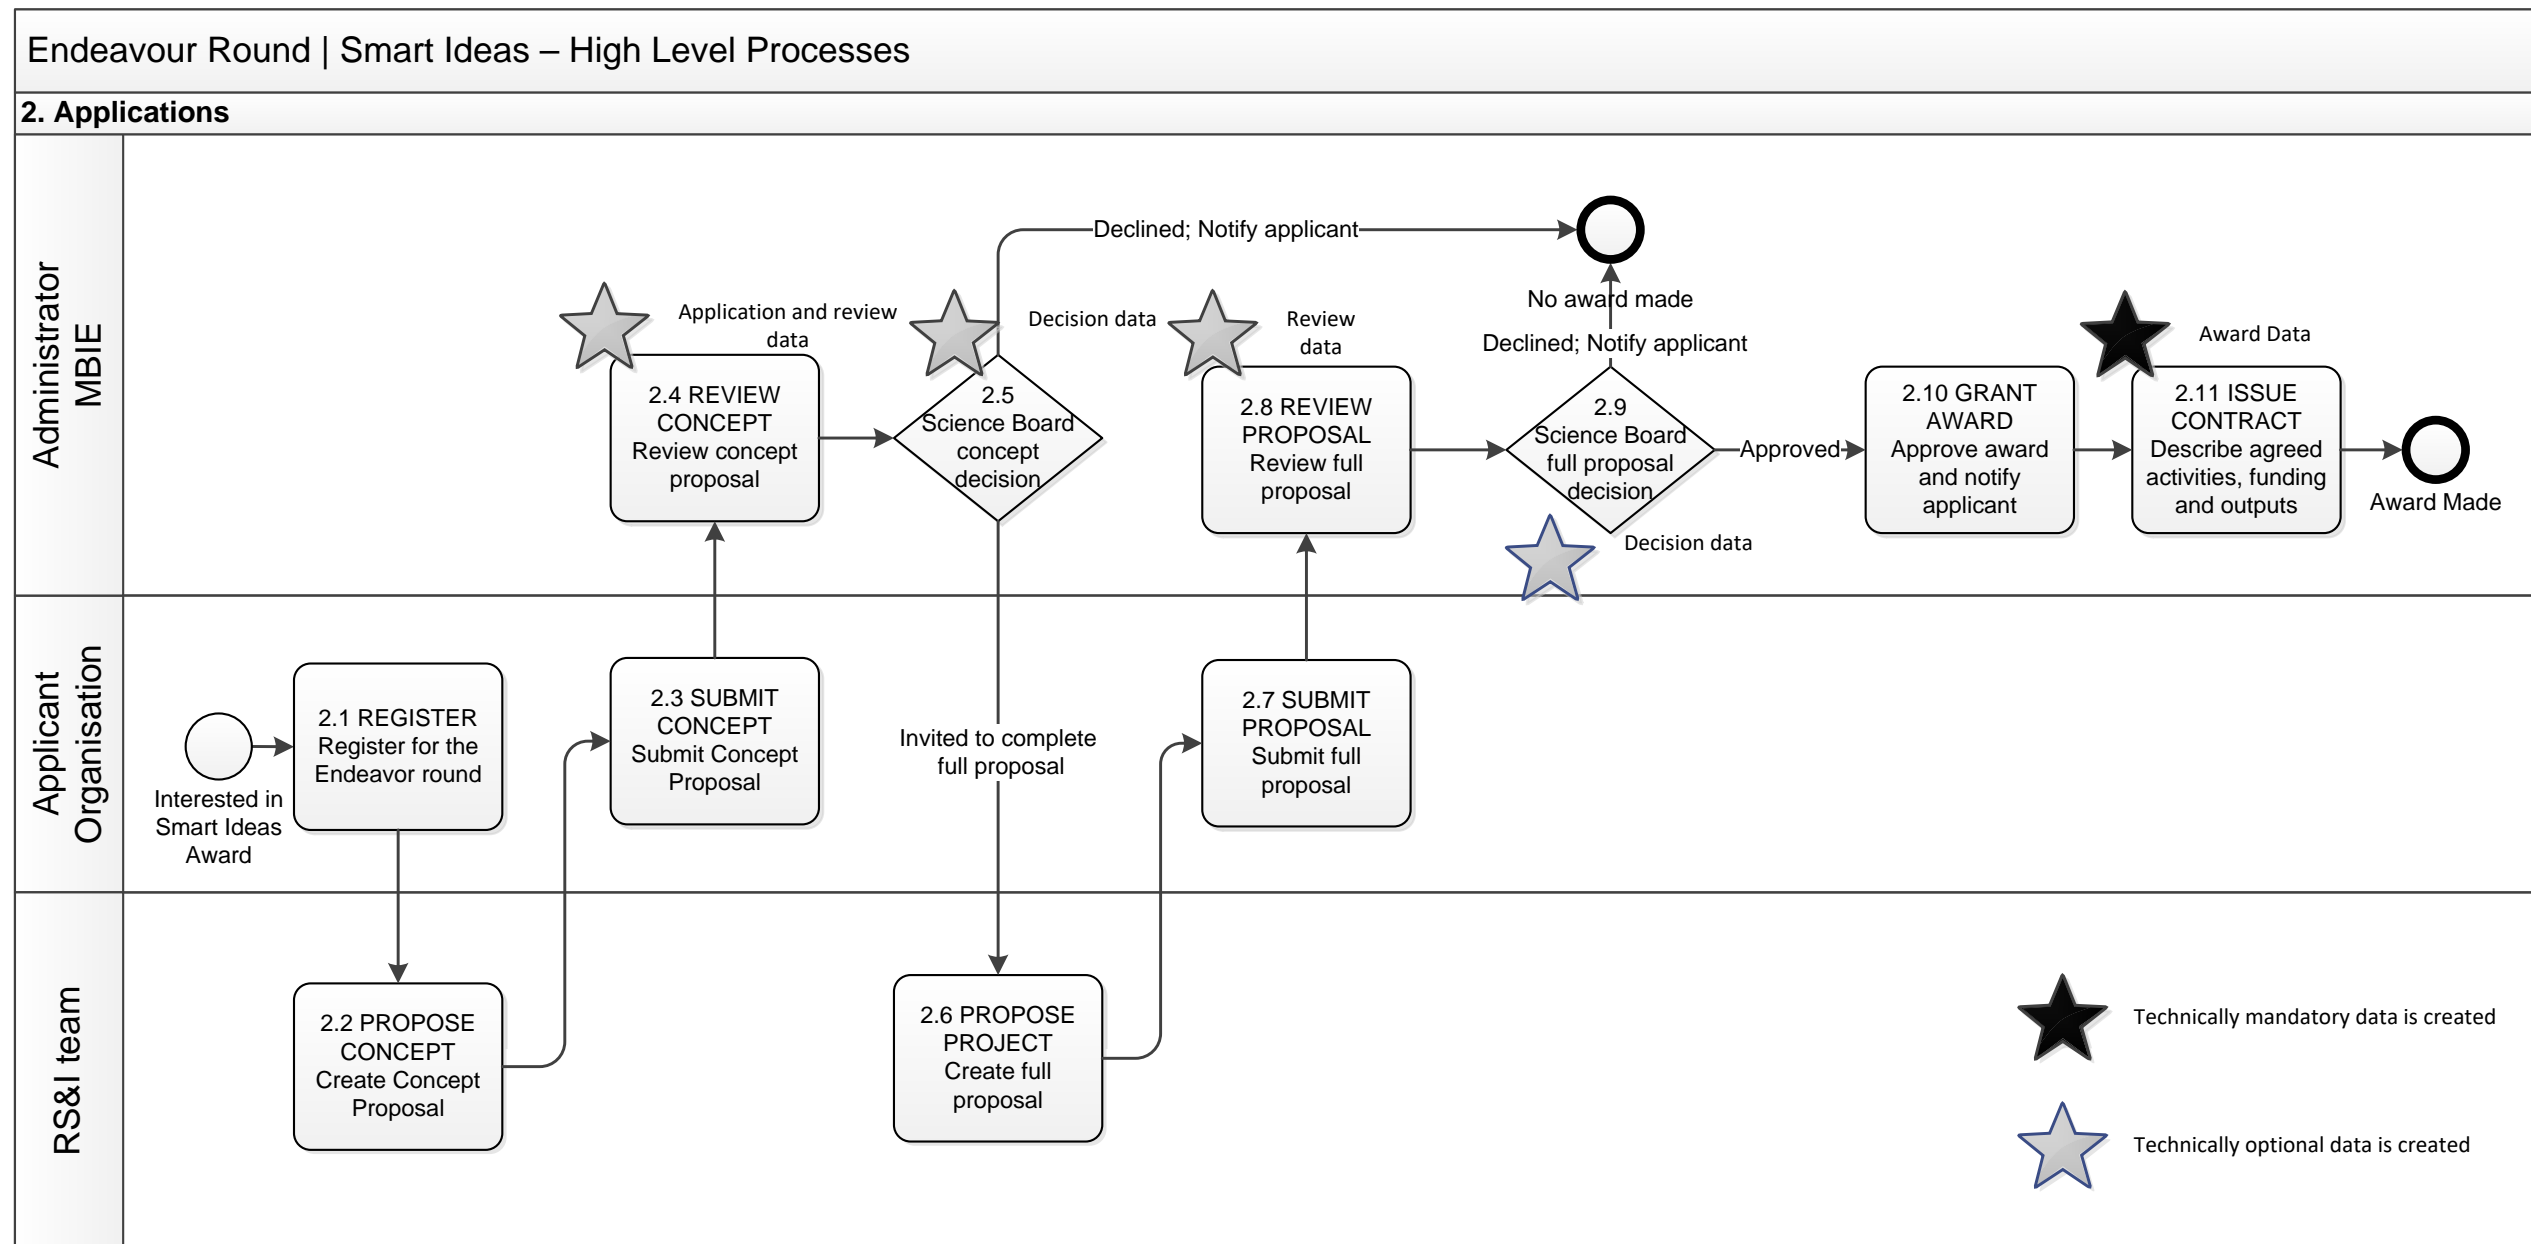 Endeavour Round | Smart Ideas – High Level Processes
2. Applications
Administrator
MBIE
Declined; Notify applicant
Application and review
data
Decision data
Review
data
No award made
Declined; Notify applicant
Award Data
2.4 REVIEW
CONCEPT
Review concept
proposal
2.5
Science Board
concept
decision
2.8 REVIEW
PROPOSAL
Review full
proposal
2.9
Science Board
full proposal
decision
Approved
2.10 GRANT
AWARD
Approve award
and notify
applicant
2.11 ISSUE
CONTRACT
Describe agreed
activities, funding
and outputs
Award Made
Decision data
Applicant
Organisation
Interested in
Smart Ideas
Award
2.1 REGISTER
Register for the
Endeavor round
2.3 SUBMIT
CONCEPT
Submit Concept
Proposal
Invited to complete
full proposal
2.7 SUBMIT
PROPOSAL
Submit full
proposal
RS&I team
2.2 PROPOSE
CONCEPT
Create Concept
Proposal
2.6 PROPOSE
PROJECT
Create full
proposal
Technically mandatory data is created
Technically optional data is created